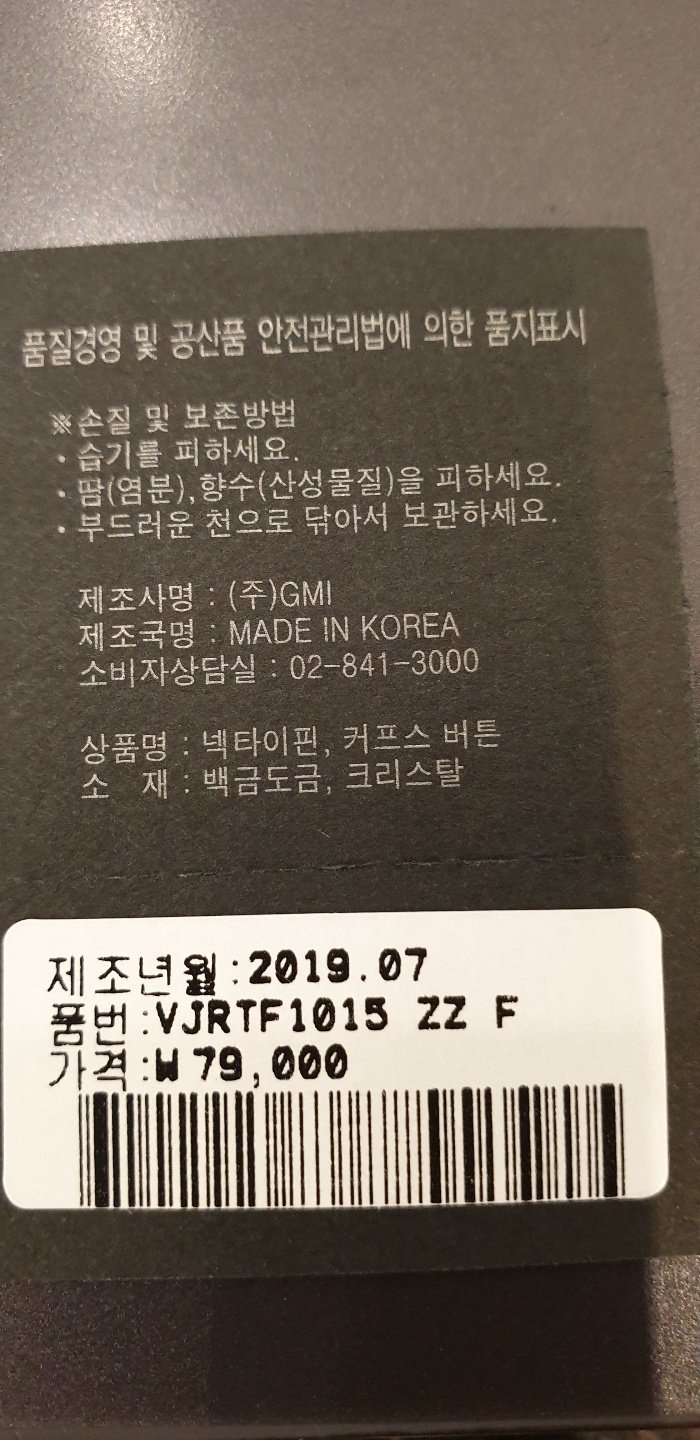 품질경영 및 공산품 안전관리법에 의한 품지표시
※손질 및 보존방법
· 습기를 피하세요.
· 땀(염분),향수(산성물질)을 피하세요.
· 부드러운 천으로 닦아서 보관하세요.
제조사명 : (주)GMI
제조국명 : MADE IN KOREA
소비자상담실 : 02-841-3000
상품명 : 넥타이핀, 커프스 버튼
소 재 : 백금도금, 크리스탈
제조년월:2019.07
품번:VJRTF1015 ZZ F
가격:₩79,000